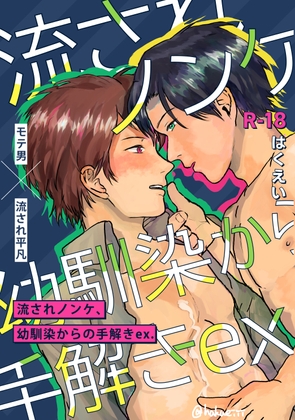 流されノンケ
R-18
はくえい
モテ男
×
流され平凡
幼馴染から
手解きex
流されノンケ、
幼馴染からの手解きex.